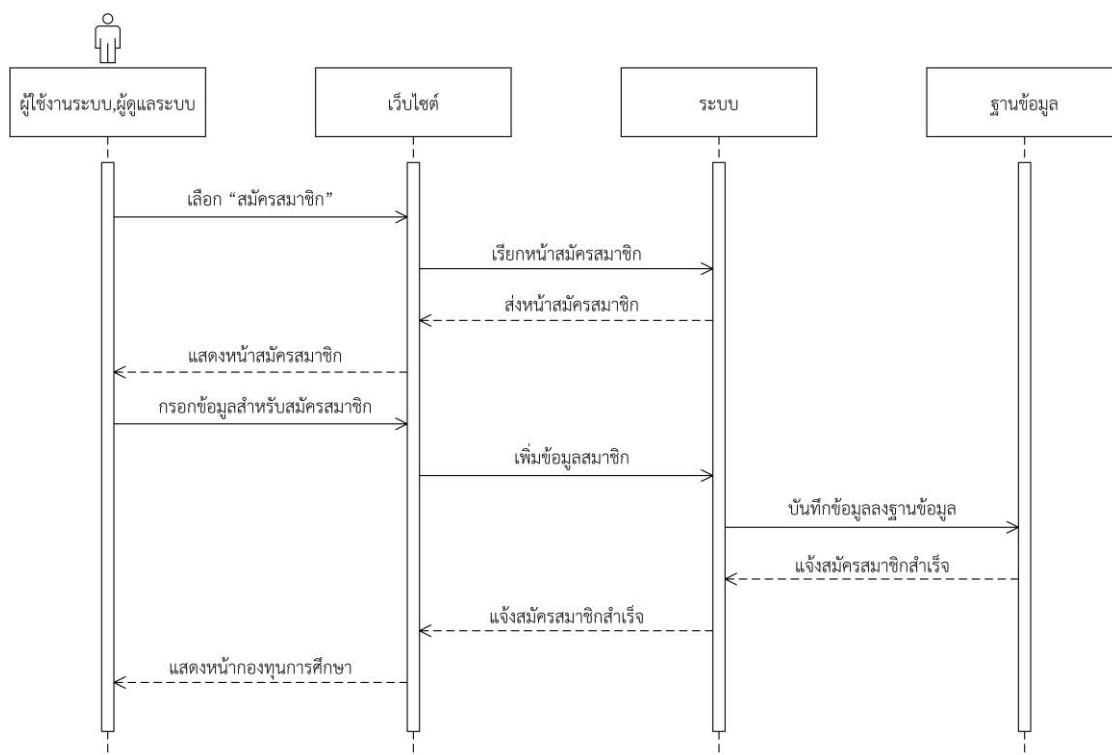 ผู้ใช้งานระบบ,ผู้ดูแลระบบ
เว็บไซต์
ระบบ
ฐานข้อมูล
เลือก “สมัครสมาชิก”
เรียกหน้าสมัครสมาชิก
ส่งหน้าสมัครสมาชิก
แสดงหน้าสมัครสมาชิก
กรอกข้อมูลสำหรับสมัครสมาชิก
เพิ่มข้อมูลสมาชิก
บันทึกข้อมูลลงฐานข้อมูล
แจ้งสมัครสมาชิกสำเร็จ
แจ้งสมัครสมาชิกสำเร็จ
แสดงหน้ากองทุนการศึกษา